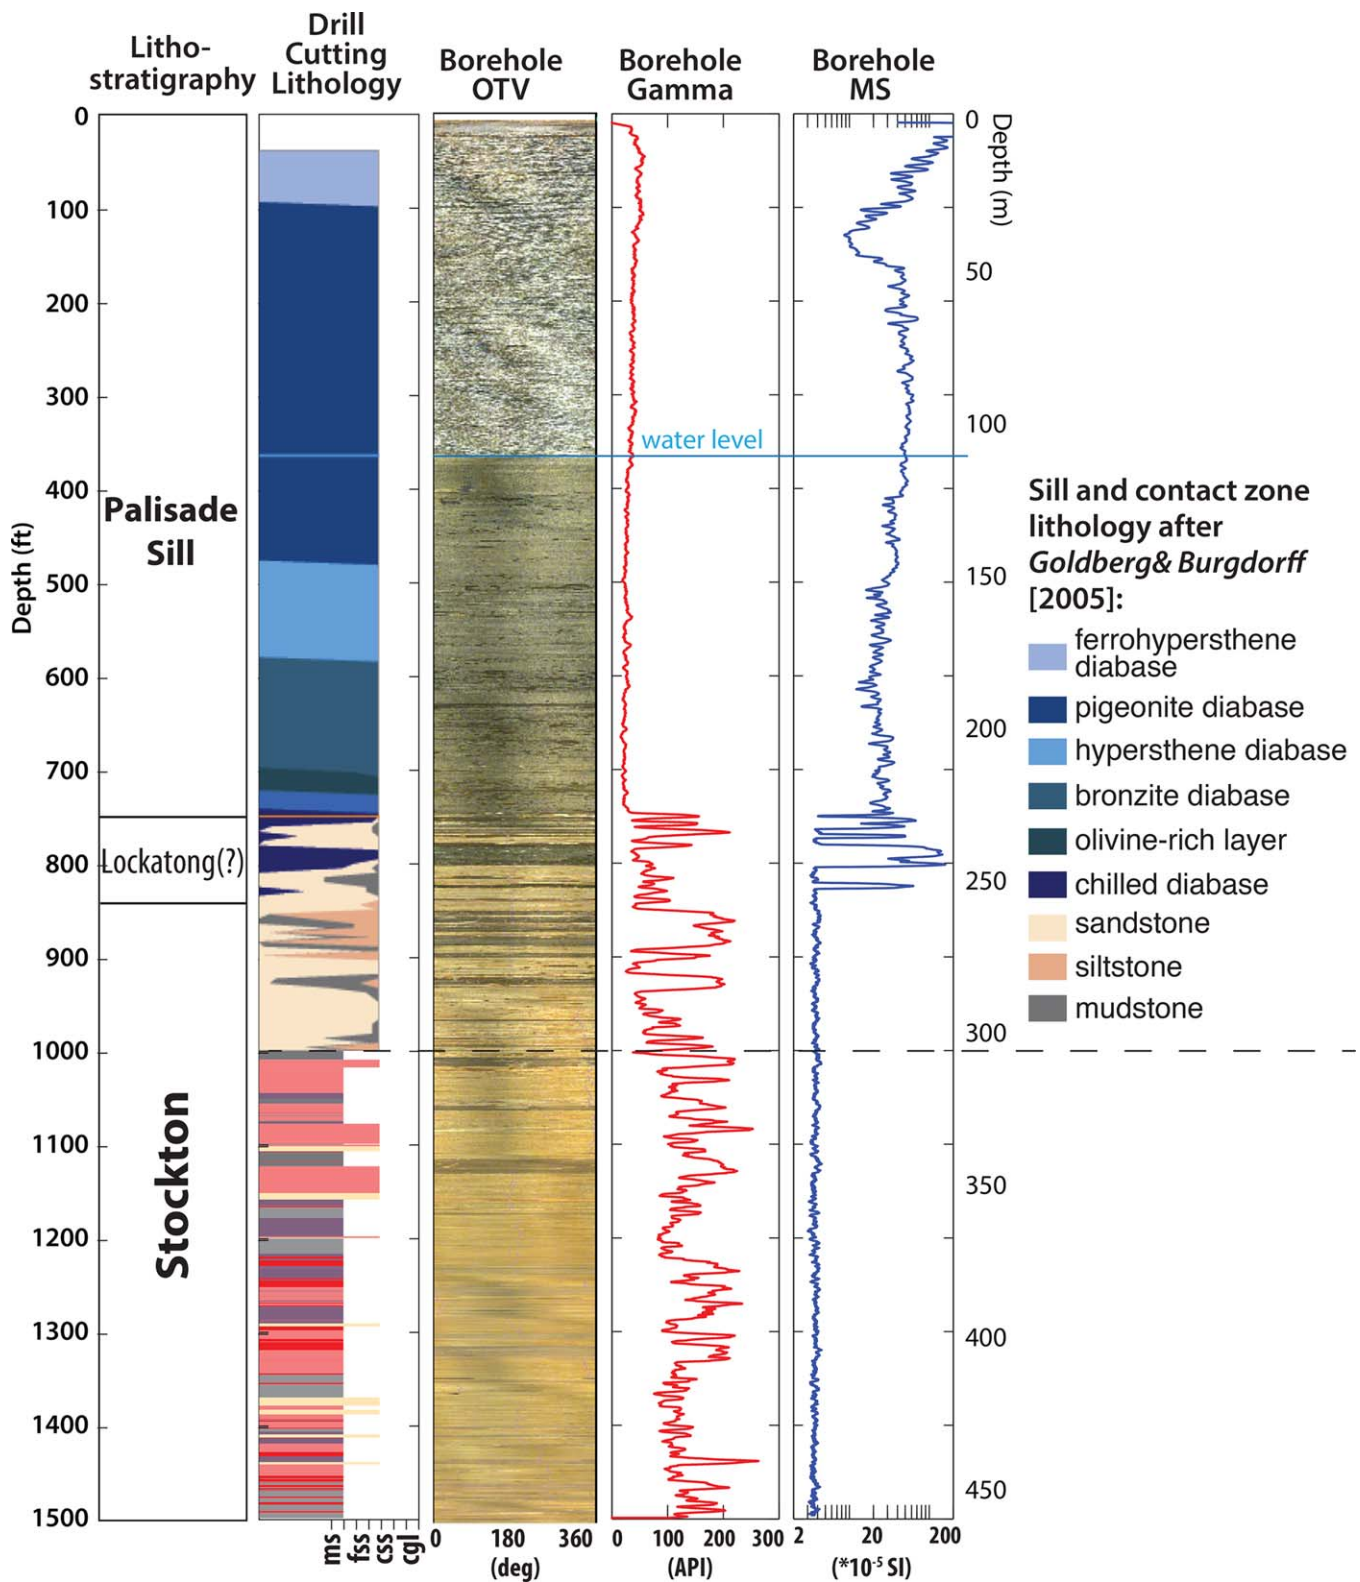 Litho-
stratigraphy
Drill
Cutting
Lithology
Borehole
OTV
Borehole
Gamma
Borehole
MS
Depth (ft)
0
100
200
300
400
500
600
700
800
900
1000
1100
1200
1300
1400
1500
Palisade
Sill
Lockatong(?)
Stockton
ms
fss
css
cgl
0 180 360
(deg)
water level
0 100 200 300
(API)
2 20 200
(*10-5 SI)
Depth (m)
0
50
100
150
200
250
300
350
400
450
Sill and contact zone
lithology after
Goldberg& Burgdorff
[2005]:
ferrohypersthene
diabase
pigeonite diabase
hypersthene diabase
bronzite diabase
olivine-rich layer
chilled diabase
sandstone
siltstone
mudstone